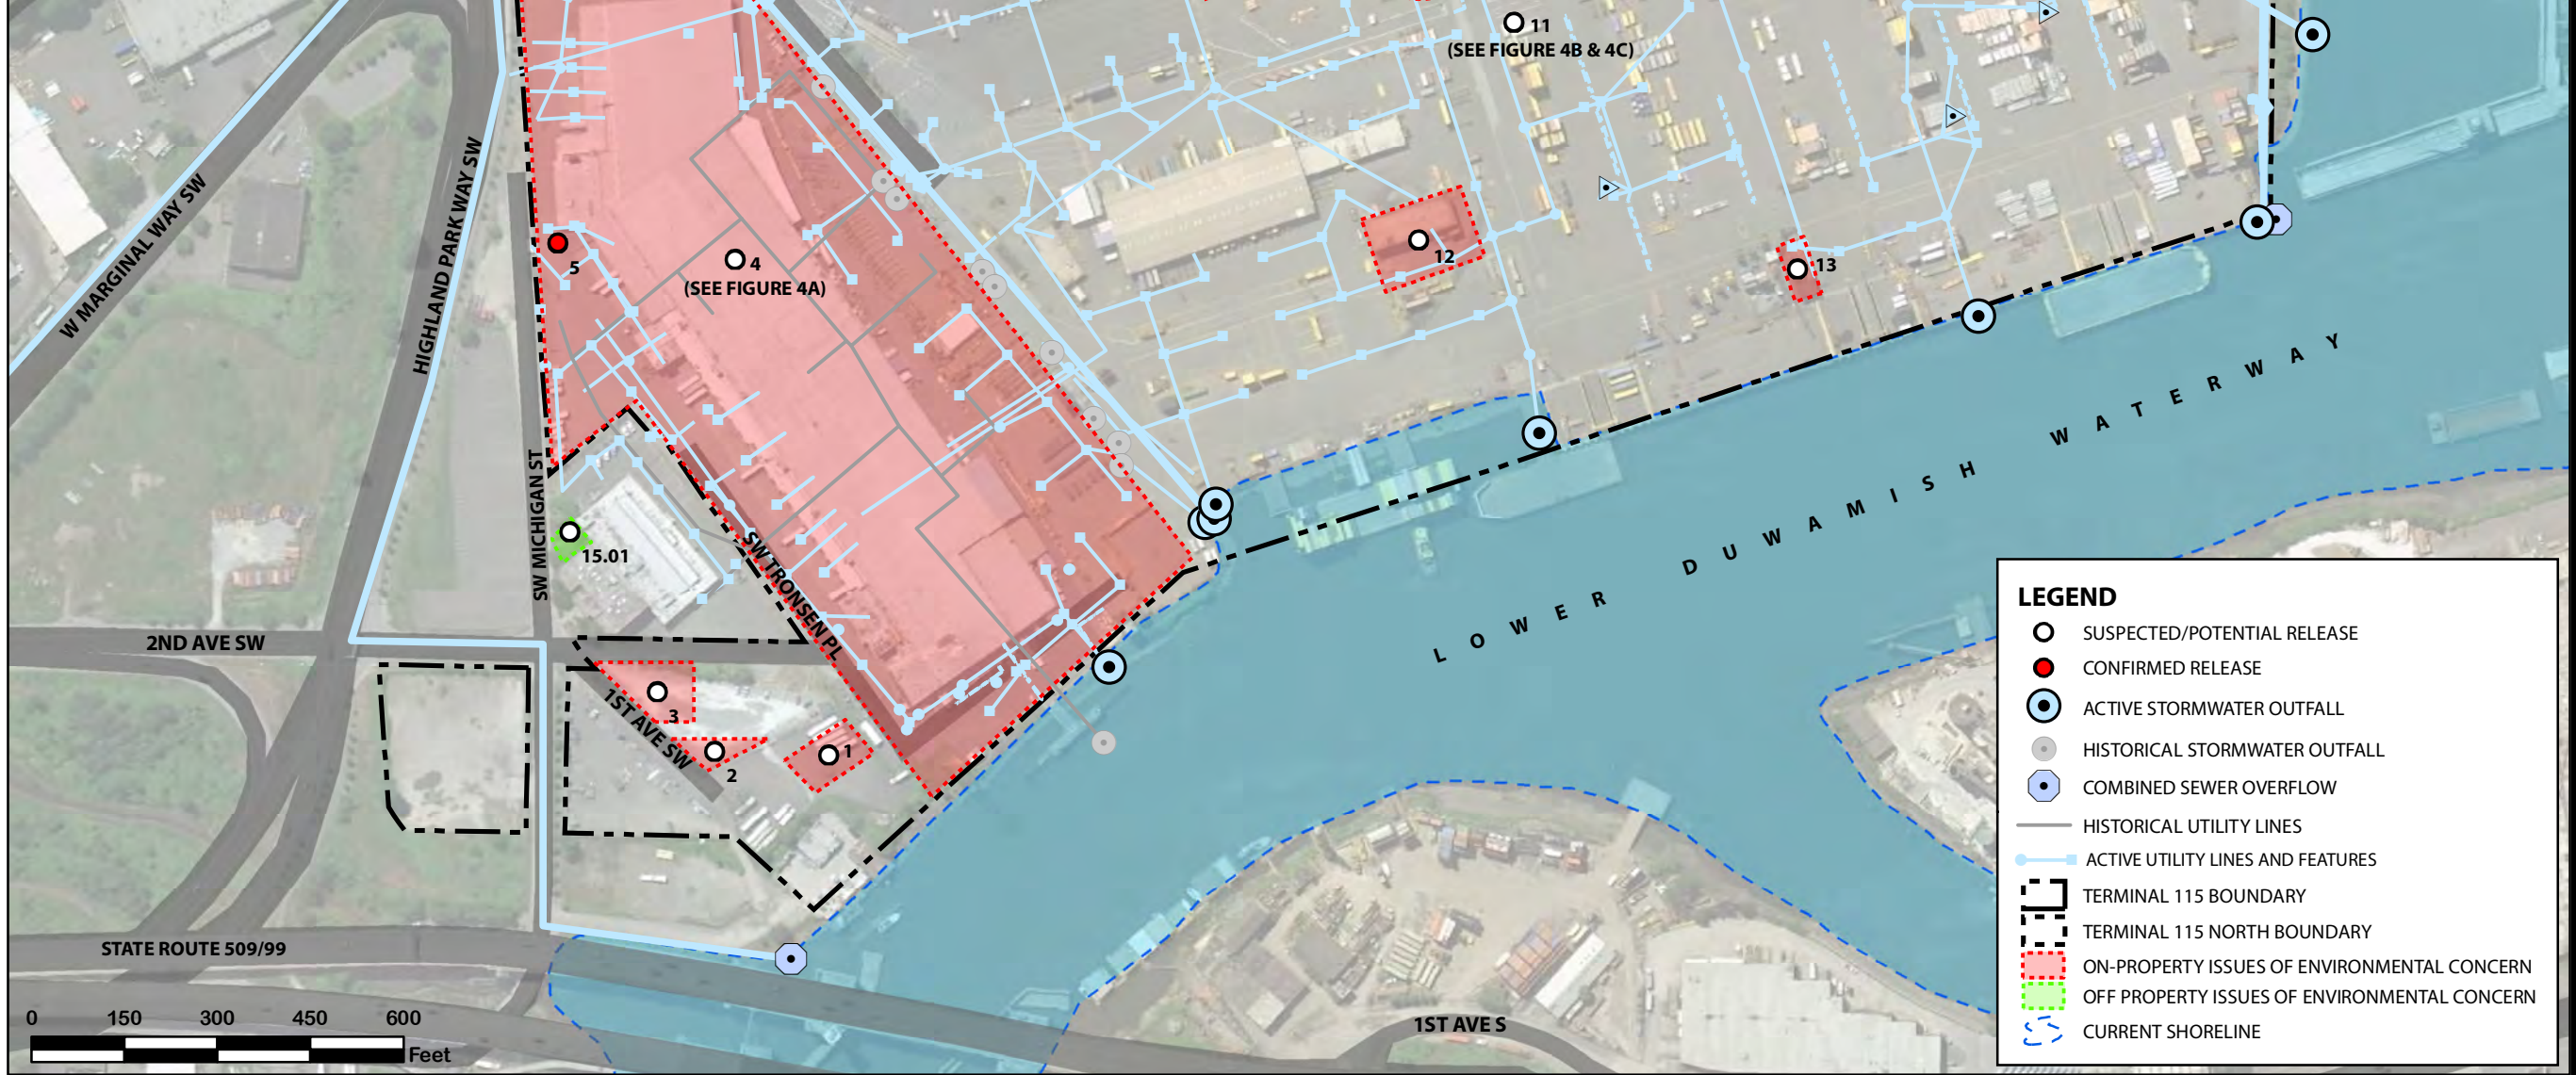 11
(SEE FIGURE 4B & 4C)
W MARGINAL WAY SW
HIGHLAND PARK WAY SW
5
4
(SEE FIGURE 4A)
12
13
SW MICHIGAN ST
15.01
SW TRONSEN PL
LOWER DUWAMISH WATERWAY
2ND AVE SW
3
1ST AVE SW
2
1
STATE ROUTE 509/99
1ST AVE S
0 150 300 450 600
Feet
LEGEND
SUSPECTED/POTENTIAL RELEASE
CONFIRMED RELEASE
ACTIVE STORMWATER OUTFALL
HISTORICAL STORMWATER OUTFALL
COMBINED SEWER OVERFLOW
HISTORICAL UTILITY LINES
ACTIVE UTILITY LINES AND FEATURES
TERMINAL 115 BOUNDARY
TERMINAL 115 NORTH BOUNDARY
ON-PROPERTY ISSUES OF ENVIRONMENTAL CONCERN
OFF PROPERTY ISSUES OF ENVIRONMENTAL CONCERN
CURRENT SHORELINE